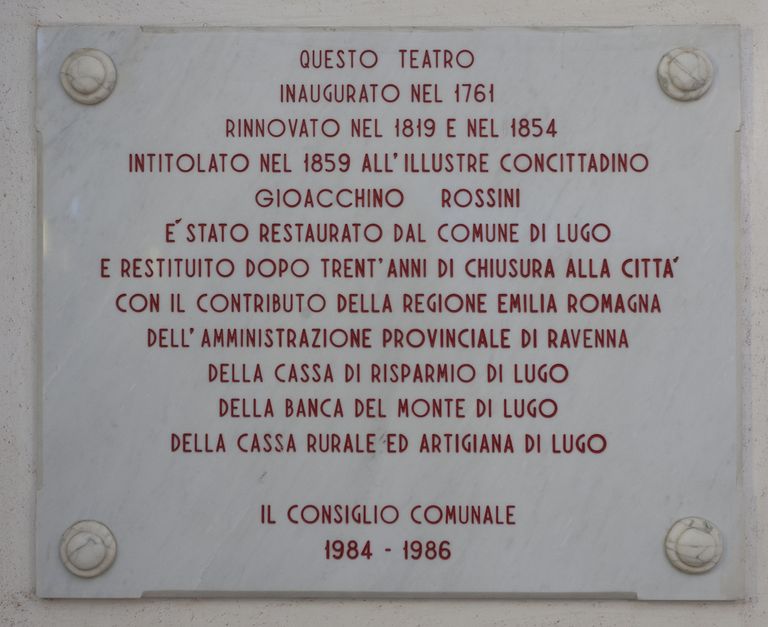 QUESTO TEATRO
INAUGURATO NEL 1761
RINNOVATO NEL 1819 E NEL 1854
INTITOLATO NEL 1859 ALL'ILLUSTRE CONCITTADINO
GIOACCHINO ROSSINI
E' STATO RESTAURATO DAL COMUNE DI LUGO
E RESTITUITO DOPO TRENT'ANNI DI CHIUSURA ALLA CITTA'
CON IL CONTRIBUTO DELLA REGIONE EMILIA ROMAGNA
DELL'AMMINISTRAZIONE PROVINCIALE DI RAVENNA
DELLA CASSA DI RISPARMIO DI LUGO
DELLA BANCA DEL MONTE DI LUGO
DELLA CASSA RURALE ED ARTIGIANA DI LUGO
IL CONSIGLIO COMUNALE
1984 - 1986